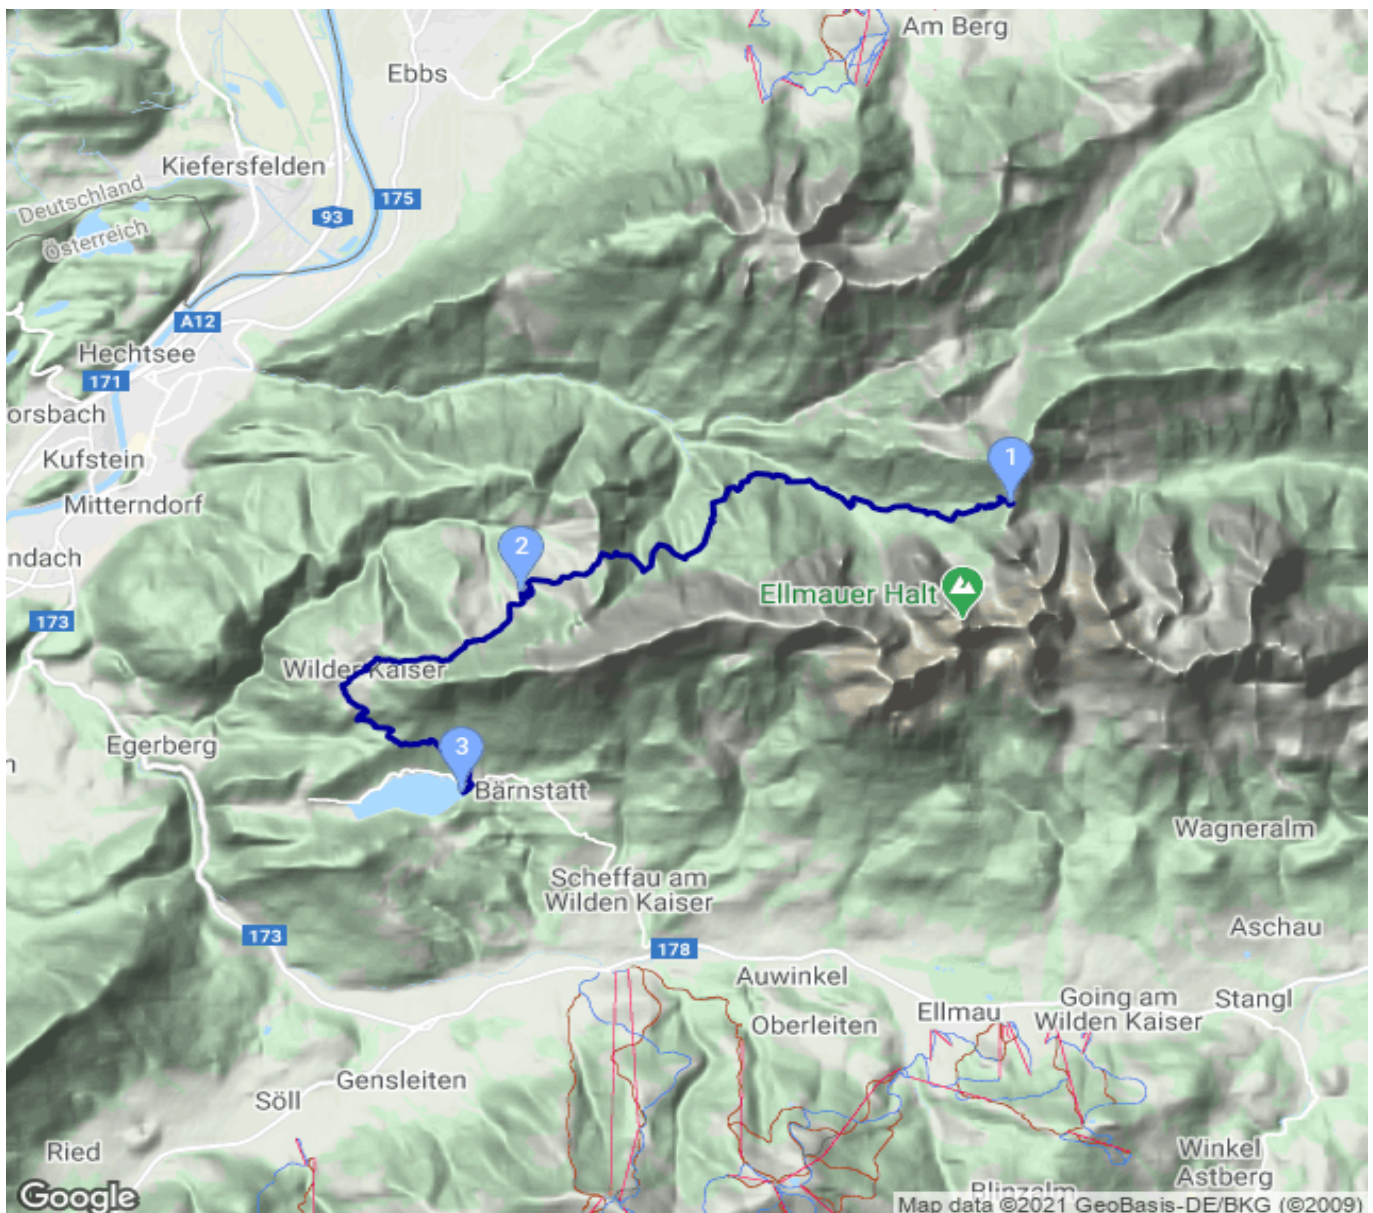 Am Berg
Ebbs
Kiefersfelden
Deutschland
175
93
Österreich
A12
Hechtsee
171
orsbach
1
Kufstein
Mitterndorf
2
ndach
Ellmauer Halt
173
Wilder Kaiser
Egerberg
3
Bärnstatt
Wagneralm
Scheffau am
Wilden Kaiser
Aschau
173
178
Auwinkel
Going am
Wilden Kaiser
Stangl
Ellmau
Oberleiten
Gensleiten
Söll
Ried
Winkel
Astberg
Blinzalm
Google
Map data ©2021 GeoBasis-DE/BKG (©2009)